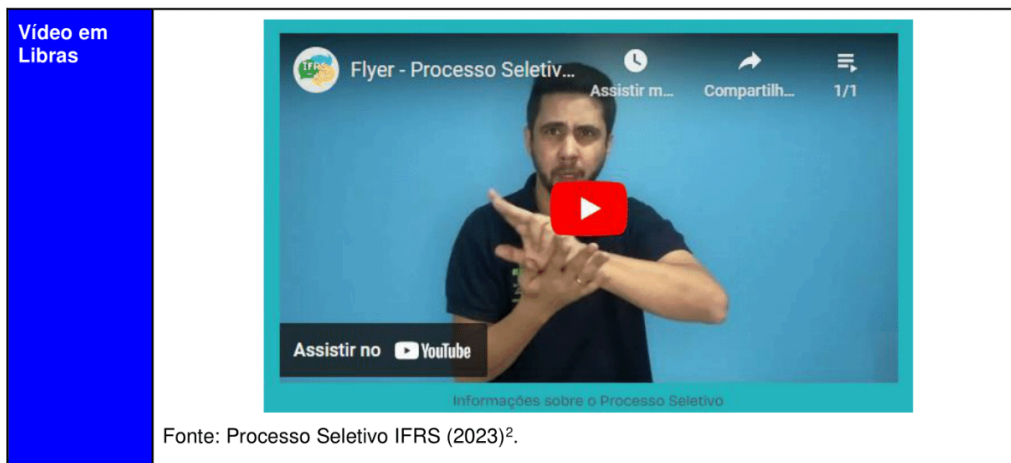 Vídeo em
Libras
IFRS
Flyer - Processo Seletiv...
Assistir m...
Compartilh...
1/1
Assistir no YouTube
Informações sobre o Processo Seletivo
Fonte: Processo Seletivo IFRS (2023)².